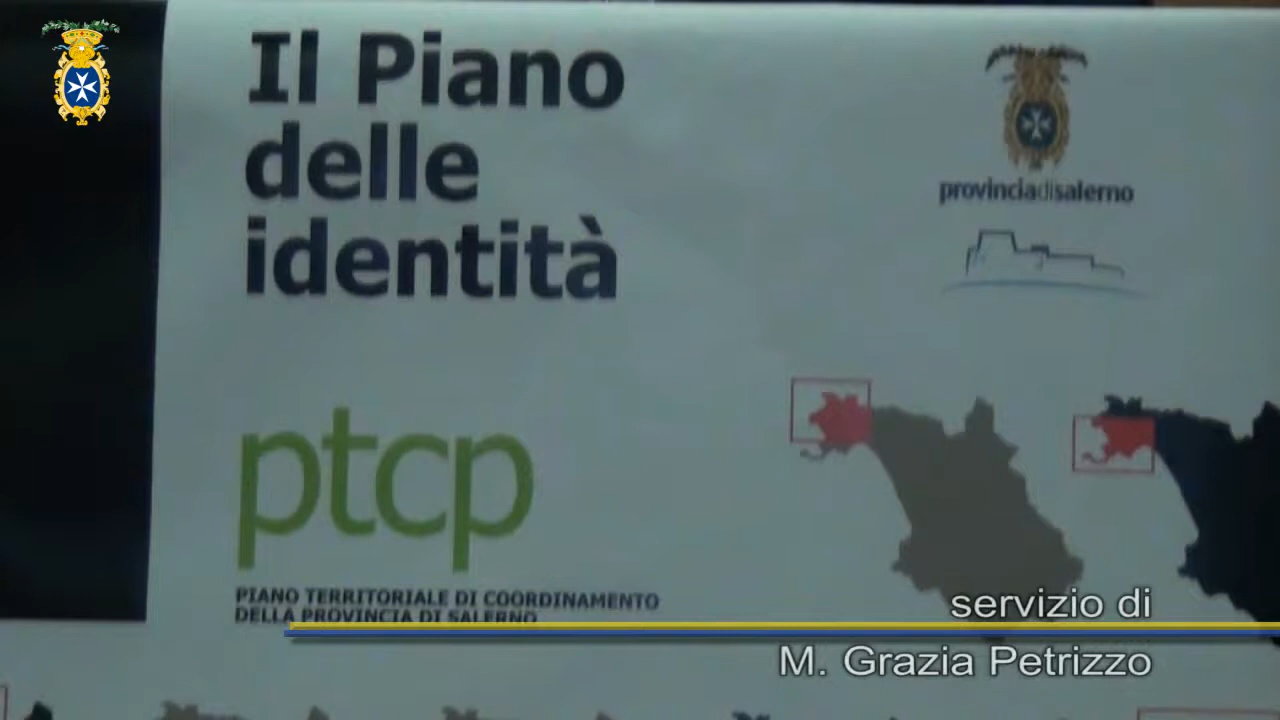 Il Piano
delle
identità
provinciadisalerno
ptcp
PIANO TERRITORIALE DI COORDINAMENTO
DELLA PROVINCIA DI SALERNO
servizio di
M. Grazia Petrizzo